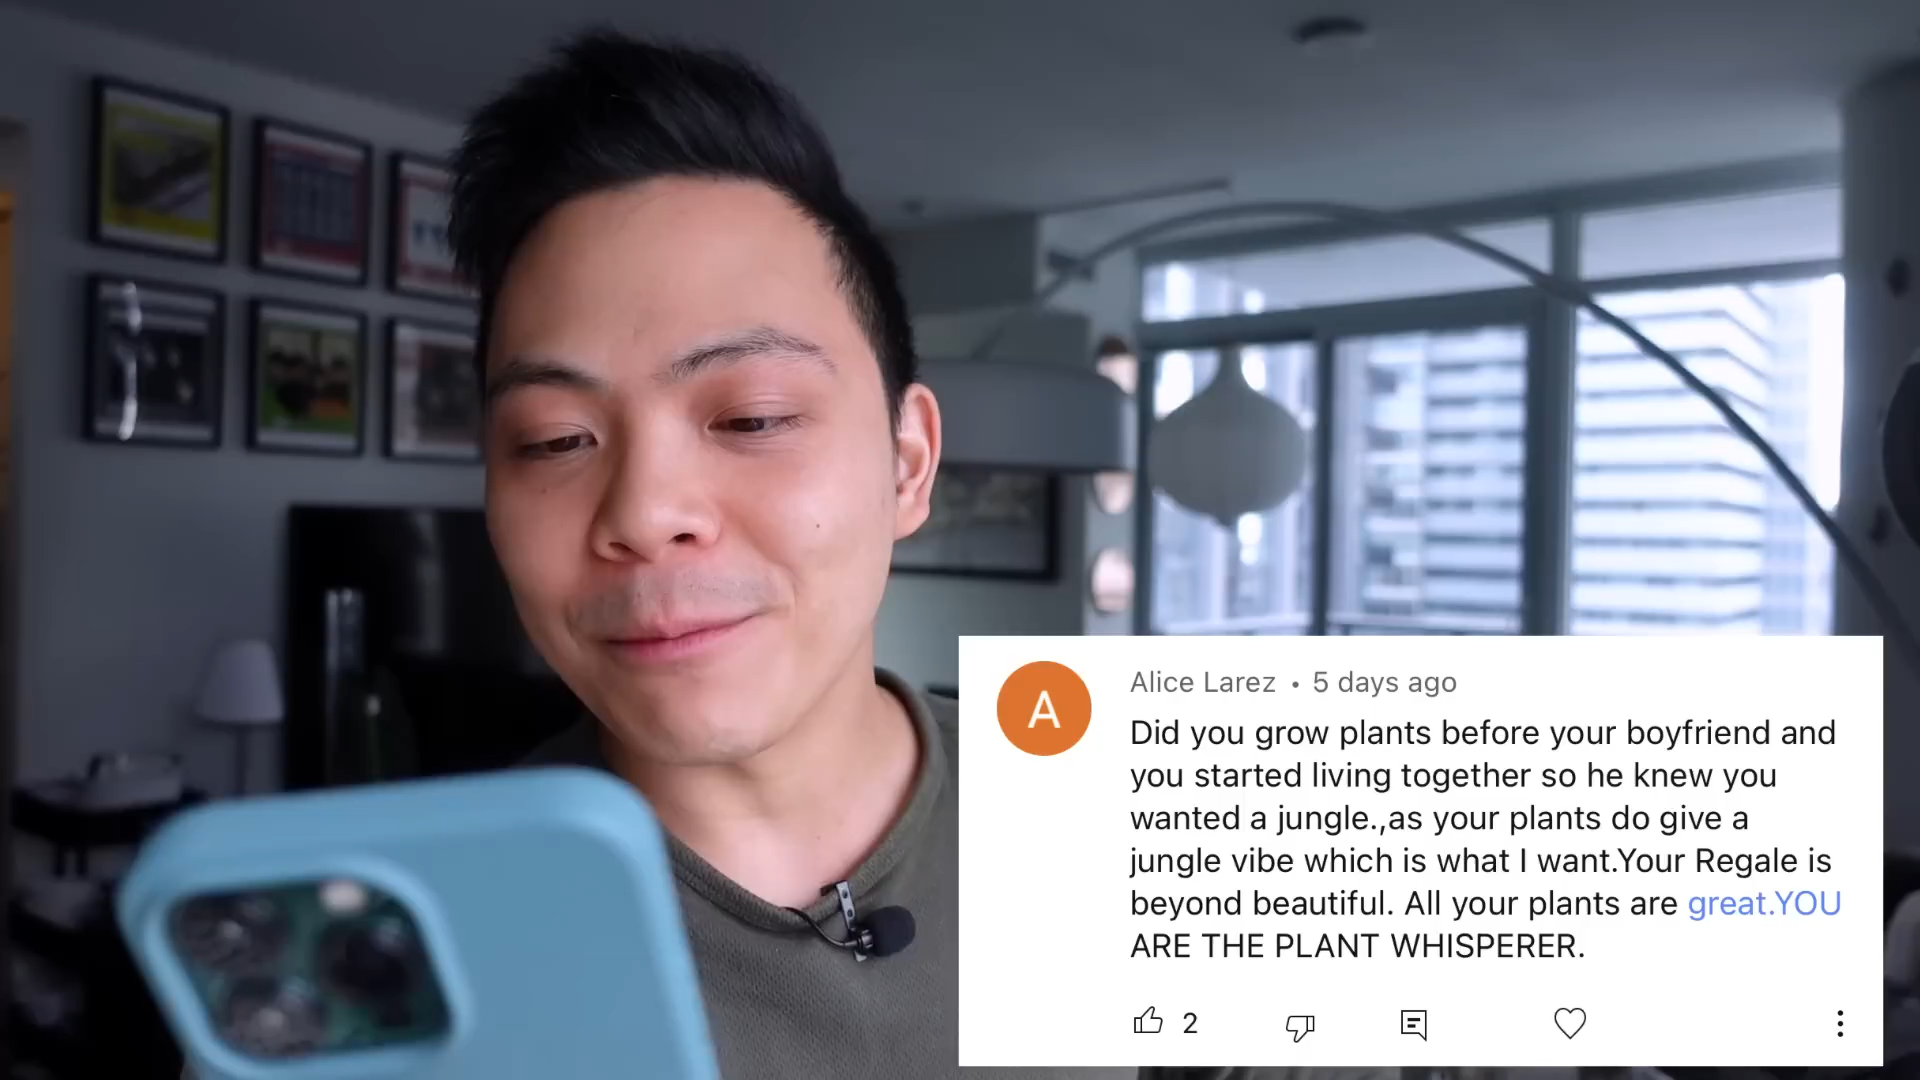 A
Alice Larez • 5 days ago
Did you grow plants before your boyfriend and
you started living together so he knew you
wanted a jungle.,as your plants do give a
jungle vibe which is what I want.Your Regale is
beyond beautiful. All your plants are great.YOU
ARE THE PLANT WHISPERER.
2